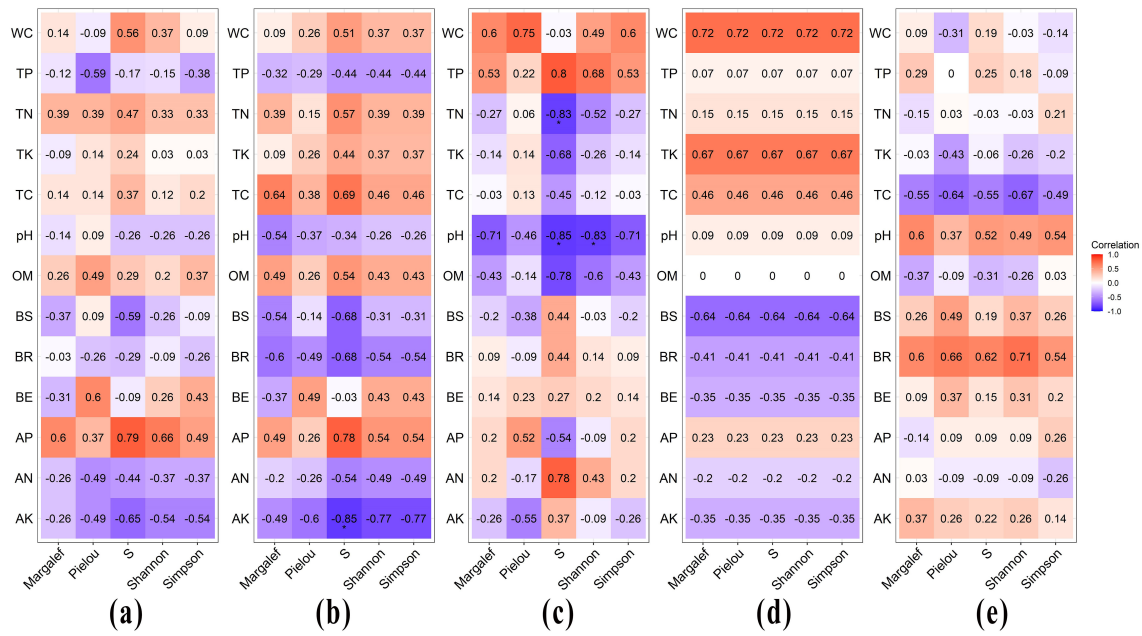 WC 0.14 -0.09 0.56 0.37 0.09 WC 0.09 0.26 0.51 0.37 0.37 WC 0.6 0.75 -0.03 0.49 0.6 WC 0.72 0.72 0.72 0.72 0.72 WC 0.09 -0.31 0.19 -0.03 -0.14
TP -0.12 -0.59 -0.17 -0.15 -0.38 TP -0.32 -0.29 -0.44 -0.44 -0.44 TP 0.53 0.22 0.8 0.68 0.53 TP 0.07 0.07 0.07 0.07 0.07 TP 0.29 0 0.25 0.18 -0.09
TN 0.39 0.39 0.47 0.33 0.33 TN 0.39 0.15 0.57 0.39 0.39 TN -0.27 0.06 -0.83 -0.52 -0.27 TN 0.15 0.15 0.15 0.15 0.15 TN -0.15 0.03 -0.03 -0.03 0.21
*
TK -0.09 0.14 0.24 0.03 0.03 TK 0.09 0.26 0.44 0.37 0.37 TK -0.14 0.14 -0.68 -0.26 -0.14 TK 0.67 0.67 0.67 0.67 0.67 TK -0.03 -0.43 -0.06 -0.26 -0.2
TC 0.14 0.14 0.37 0.12 0.2 TC 0.64 0.38 0.69 0.46 0.46 TC -0.03 0.13 -0.45 -0.12 -0.03 TC 0.46 0.46 0.46 0.46 0.46 TC -0.55 -0.64 -0.55 -0.67 -0.49
pH -0.14 0.09 -0.26 -0.26 -0.26 pH -0.54 -0.37 -0.34 -0.26 -0.26 pH -0.71 -0.46 -0.85 -0.83 -0.71 pH 0.09 0.09 0.09 0.09 0.09 pH 0.6 0.37 0.52 0.49 0.54
* *
Correlation
1.0
0.5
0.0
-0.5
-1.0
OM 0.26 0.49 0.29 0.2 0.37 OM 0.49 0.26 0.54 0.43 0.43 OM -0.43 -0.14 -0.78 -0.6 -0.43 OM 0 0 0 0 0 OM -0.37 -0.09 -0.31 -0.26 0.03
BS -0.37 0.09 -0.59 -0.26 -0.09 BS -0.54 -0.14 -0.68 -0.31 -0.31 BS -0.2 -0.38 0.44 -0.03 -0.2 BS -0.64 -0.64 -0.64 -0.64 -0.64 BS 0.26 0.49 0.19 0.37 0.26
BR -0.03 -0.26 -0.29 -0.09 -0.26 BR -0.6 -0.49 -0.68 -0.54 -0.54 BR 0.09 -0.09 0.44 0.14 0.09 BR -0.41 -0.41 -0.41 -0.41 -0.41 BR 0.6 0.66 0.62 0.71 0.54
BE -0.31 0.6 -0.09 0.26 0.43 BE -0.37 0.49 -0.03 0.43 0.43 BE 0.14 0.23 0.27 0.2 0.14 BE -0.35 -0.35 -0.35 -0.35 -0.35 BE 0.09 0.37 0.15 0.31 0.2
AP 0.6 0.37 0.79 0.66 0.49 AP 0.49 0.26 0.78 0.54 0.54 AP 0.2 0.52 -0.54 -0.09 0.2 AP 0.23 0.23 0.23 0.23 0.23 AP -0.14 0.09 0.09 0.09 0.26
AN -0.26 -0.49 -0.44 -0.37 -0.37 AN -0.2 -0.26 -0.54 -0.49 -0.49 AN 0.2 -0.17 0.78 0.43 0.2 AN -0.2 -0.2 -0.2 -0.2 -0.2 AN 0.03 -0.09 -0.09 -0.09 -0.26
AK -0.26 -0.49 -0.65 -0.54 -0.54 AK -0.49 -0.6 -0.85 -0.77 -0.77 AK -0.26 -0.55 0.37 -0.09 -0.26 AK -0.35 -0.35 -0.35 -0.35 -0.35 AK 0.37 0.26 0.22 0.26 0.14
*
Margalef Pielou S Shannon Simpson Margalef Pielou S Shannon Simpson Margalef Pielou S Shannon Simpson Margalef Pielou S Shannon Simpson Margalef Pielou S Shannon Simpson
(a) (b) (c) (d) (e)